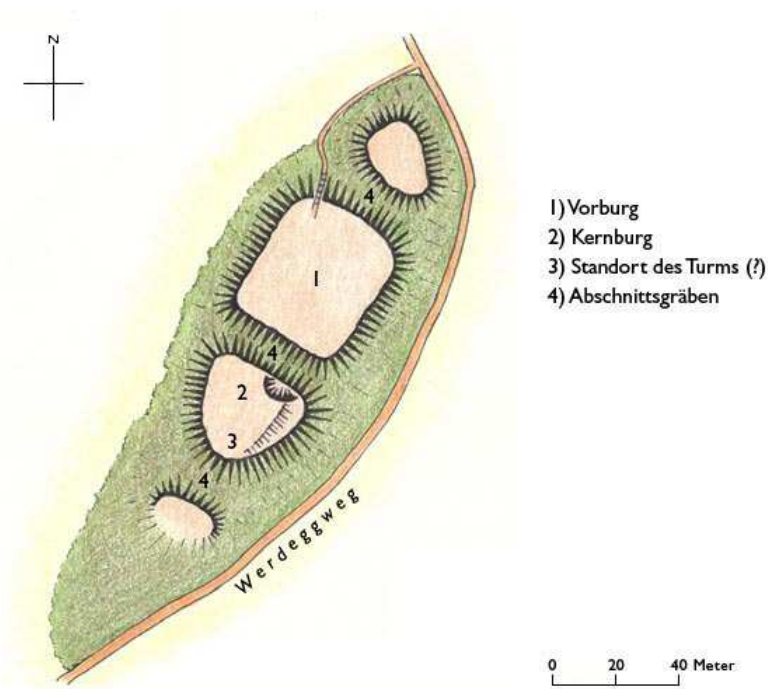 N
1) Vorburg
2) Kernburg
3) Standort des Turms (?)
4) Abschnittsgräben
4
1
4
2
3
4
Werdeggweg
0 20 40 Meter